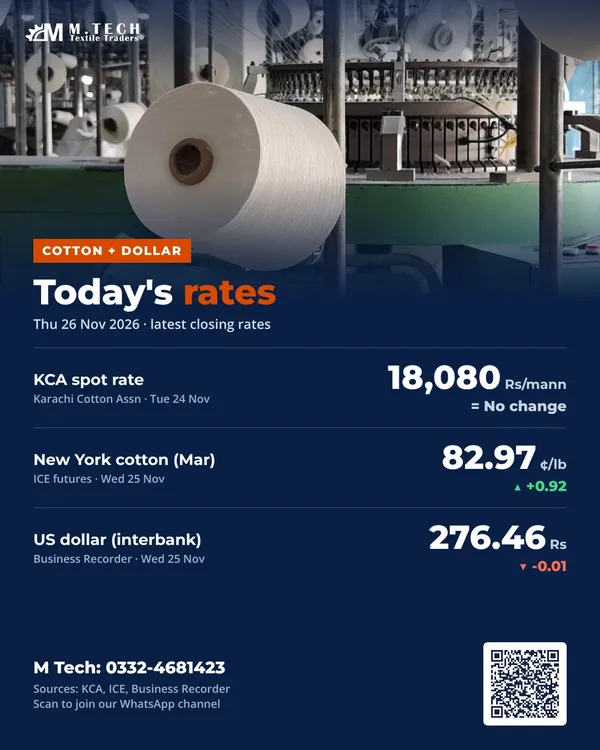 M.TECH
Textile Traders
COTTON + DOLLAR
Today's rates
Thu 26 Nov 2026 · latest closing rates
KCA spot rate
18,080 Rs/mann
Karachi Cotton Assn · Tue 24 Nov
= No change
New York cotton (Mar)
82.97 ¢/lb
ICE futures · Wed 25 Nov
▲ +0.92
US dollar (interbank)
276.46 Rs
Business Recorder · Wed 25 Nov
▼ -0.01
M Tech: 0332-4681423
Sources: KCA, ICE, Business Recorder
Scan to join our WhatsApp channel